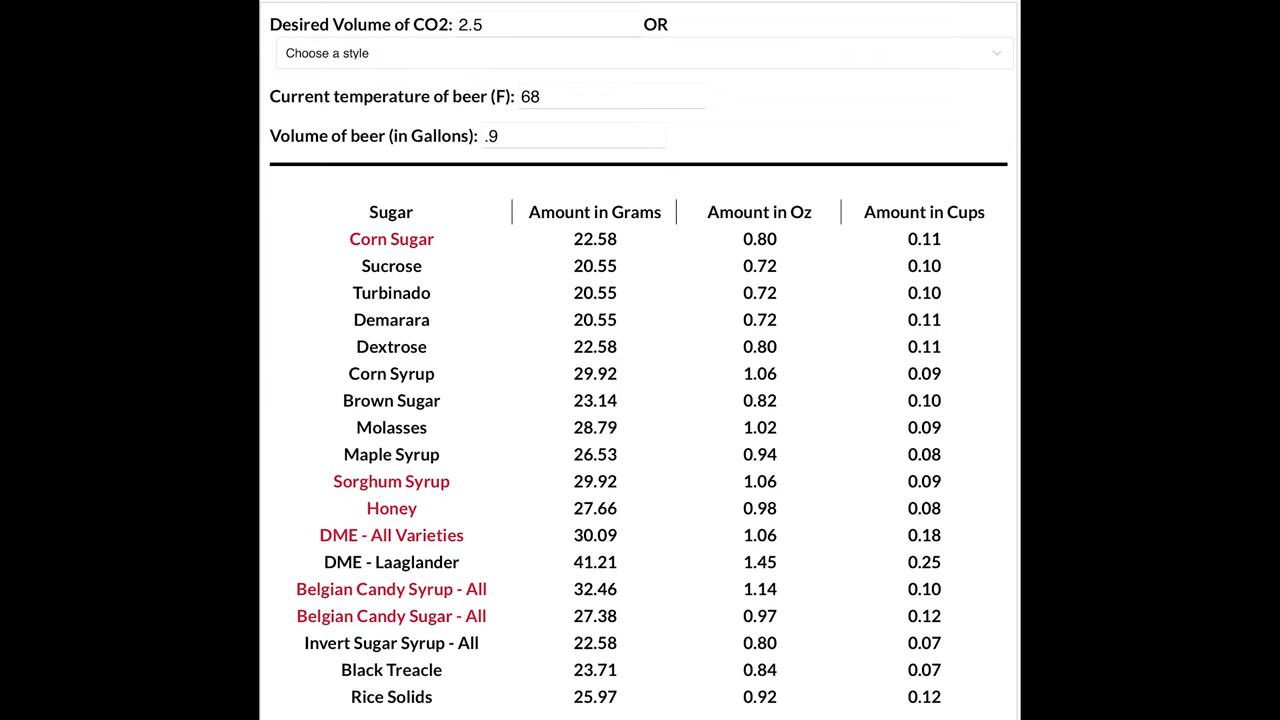 Desired Volume of CO2: 2.5 OR
Choose a style
Current temperature of beer (F): 68
Volume of beer (in Gallons): .9
Sugar Amount in Grams Amount in Oz Amount in Cups
Corn Sugar 22.58 0.80 0.11
Sucrose 20.55 0.72 0.10
Turbinado 20.55 0.72 0.10
Demarara 20.55 0.72 0.11
Dextrose 22.58 0.80 0.11
Corn Syrup 29.92 1.06 0.09
Brown Sugar 23.14 0.82 0.10
Molasses 28.79 1.02 0.09
Maple Syrup 26.53 0.94 0.08
Sorghum Syrup 29.92 1.06 0.09
Honey 27.66 0.98 0.08
DME - All Varieties 30.09 1.06 0.18
DME - Laaglander 41.21 1.45 0.25
Belgian Candy Syrup - All 32.46 1.14 0.10
Belgian Candy Sugar - All 27.38 0.97 0.12
Invert Sugar Syrup - All 22.58 0.80 0.07
Black Treacle 23.71 0.84 0.07
Rice Solids 25.97 0.92 0.12